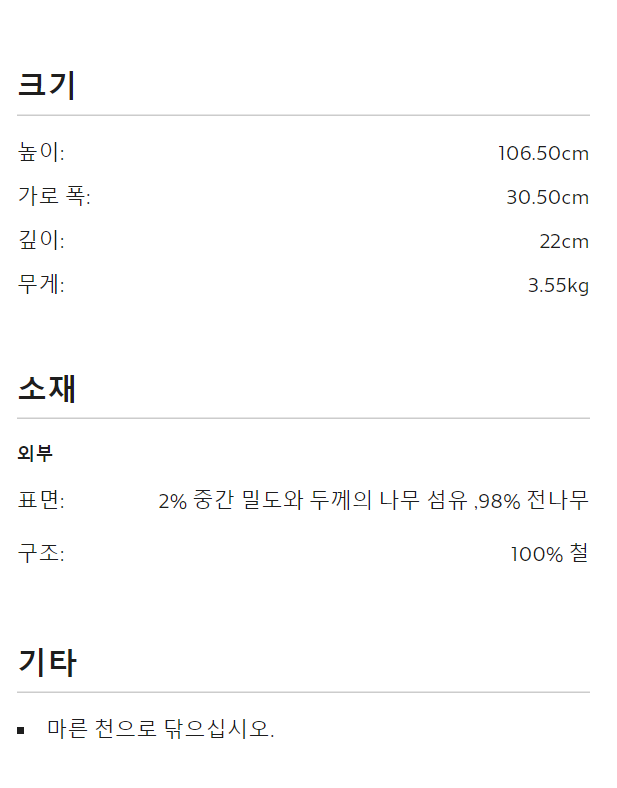 크기
높이: 106.50cm
가로 폭: 30.50cm
깊이: 22cm
무게: 3.55kg
소재
외부
표면: 2% 중간 밀도와 두께의 나무 섬유 ,98% 전나무
구조: 100% 철
기타
▪ 마른 천으로 닦으십시오.